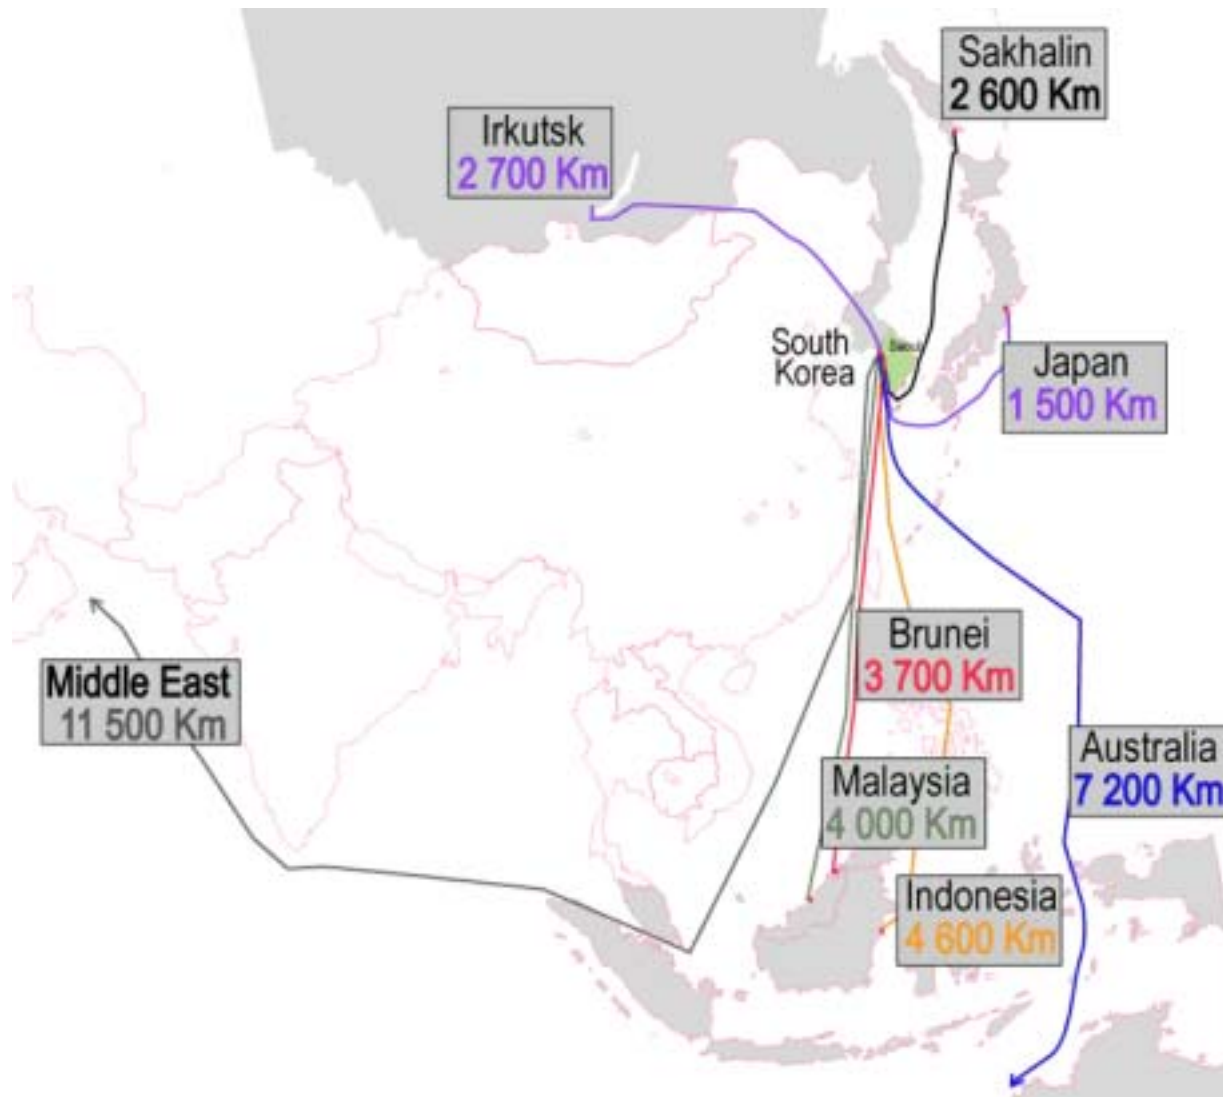 Sakhalin
2 600 Km
Irkutsk
2 700 Km
South
Korea
Seoul
Japan
1 500 Km
Brunei
3 700 Km
Middle East
11 500 Km
Australia
7 200 Km
Malaysia
4 000 Km
Indonesia
4 600 Km